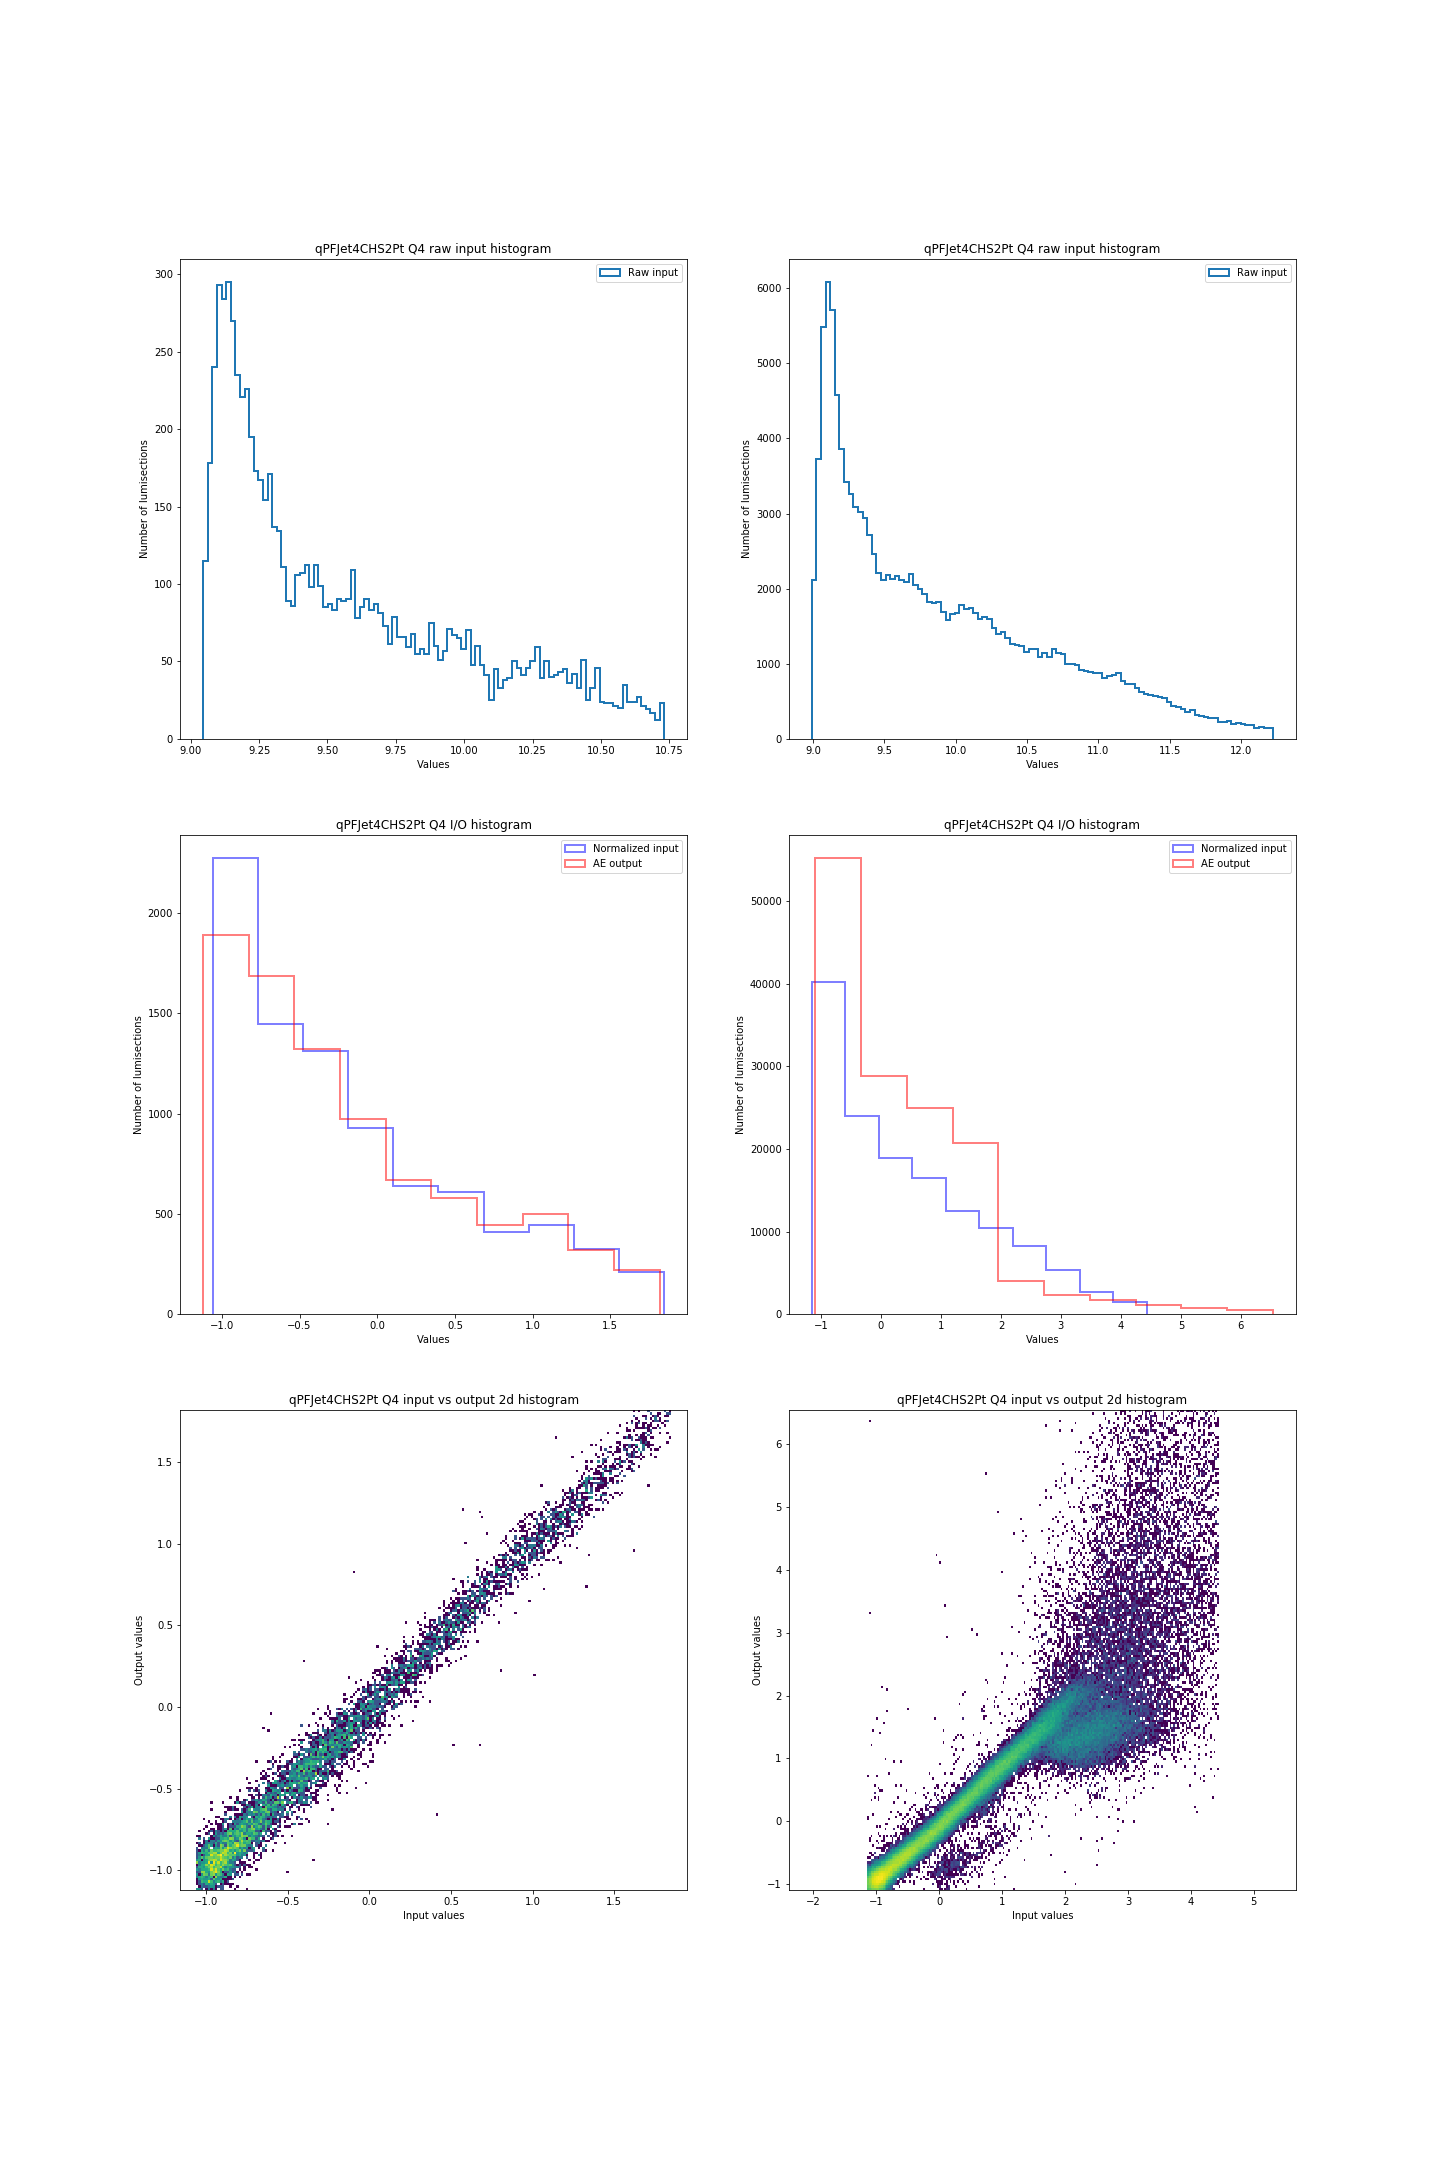 qPFJet4CHS2Pt Q4 raw input histogram
Raw input
Number of lumisections
300
250
200
150
100
50
0
9.00 9.25 9.50 9.75 10.00 10.25 10.50 10.75
Values
qPFJet4CHS2Pt Q4 raw input histogram
Raw input
Number of lumisections
6000
5000
4000
3000
2000
1000
0
9.0 9.5 10.0 10.5 11.0 11.5 12.0
Values
qPFJet4CHS2Pt Q4 I/O histogram
Normalized input
AE output
Number of lumisections
2000
1500
1000
500
0
−1.0 −0.5 0.0 0.5 1.0 1.5
Values
qPFJet4CHS2Pt Q4 I/O histogram
Normalized input
AE output
Number of lumisections
50000
40000
30000
20000
10000
0
−1 0 1 2 3 4 5 6
Values
qPFJet4CHS2Pt Q4 input vs output 2d histogram
Output values
1.5
1.0
0.5
0.0
−0.5
−1.0
−1.0 −0.5 0.0 0.5 1.0 1.5
Input values
qPFJet4CHS2Pt Q4 input vs output 2d histogram
Output values
6
5
4
3
2
1
0
−1
−2 −1 0 1 2 3 4 5
Input values